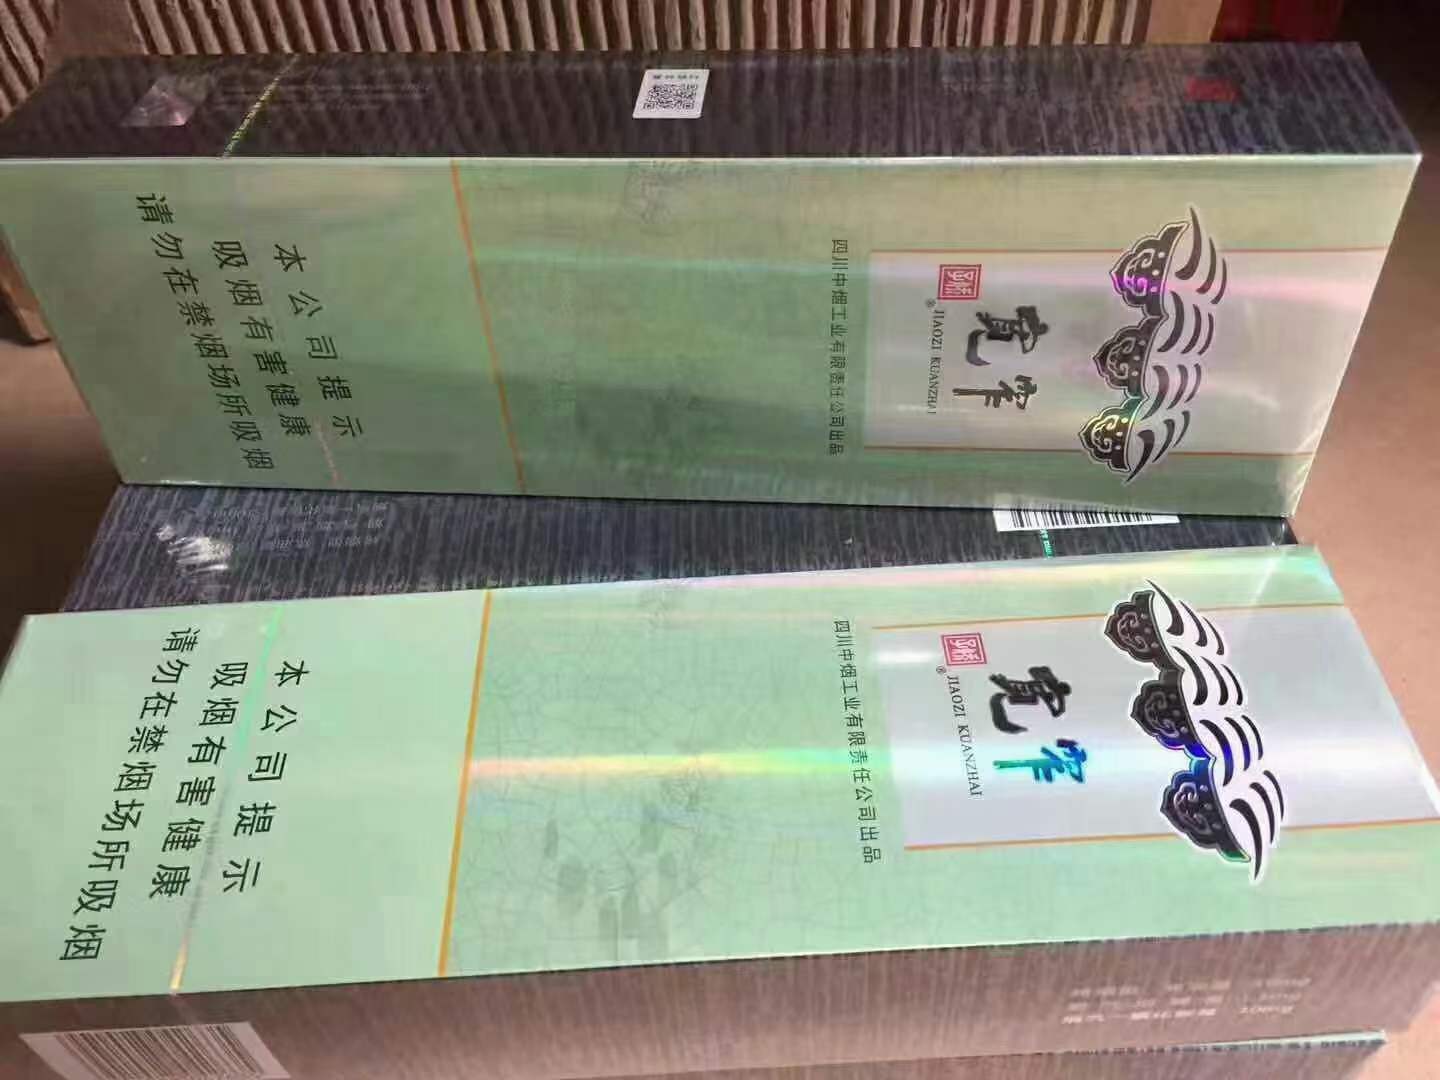 娇子
宽窄
®
JIAOZI KUANZHAI
四川中烟工业有限责任公司出品
本公司提示
吸烟有害健康
请勿在禁烟场所吸烟
娇子
宽窄
®
JIAOZI KUANZHAI
四川中烟工业有限责任公司出品
本公司提示
吸烟有害健康
请勿在禁烟场所吸烟